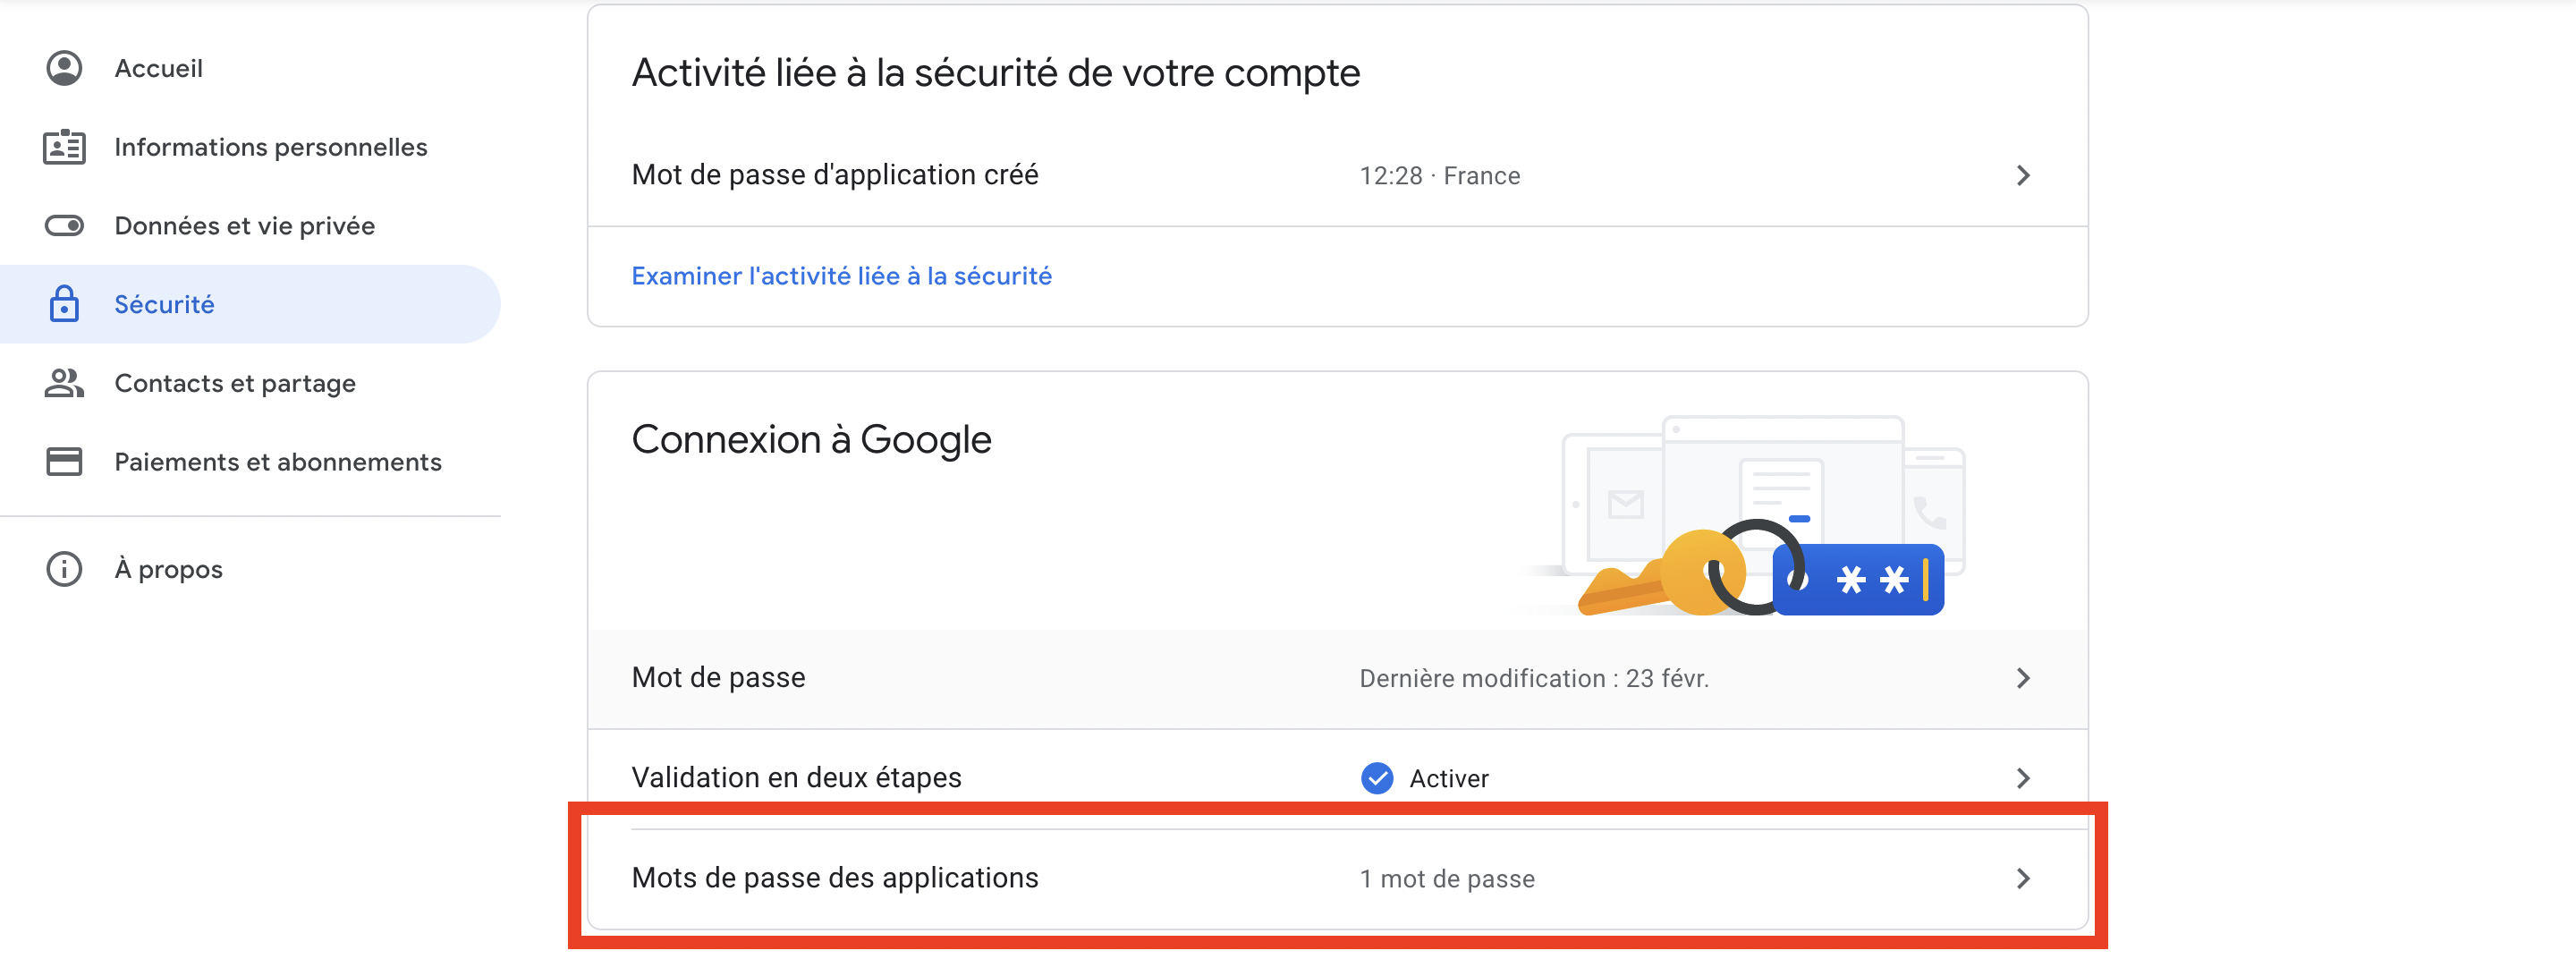 Accueil
Informations personnelles
Données et vie privée
Sécurité
Contacts et partage
Paiements et abonnements
À propos
Activité liée à la sécurité de votre compte
Mot de passe d'application créé
12:28 · France
Examiner l'activité liée à la sécurité
Connexion à Google
**
Mot de passe
Dernière modification : 23 févr.
Validation en deux étapes
Activer
Mots de passe des applications
1 mot de passe